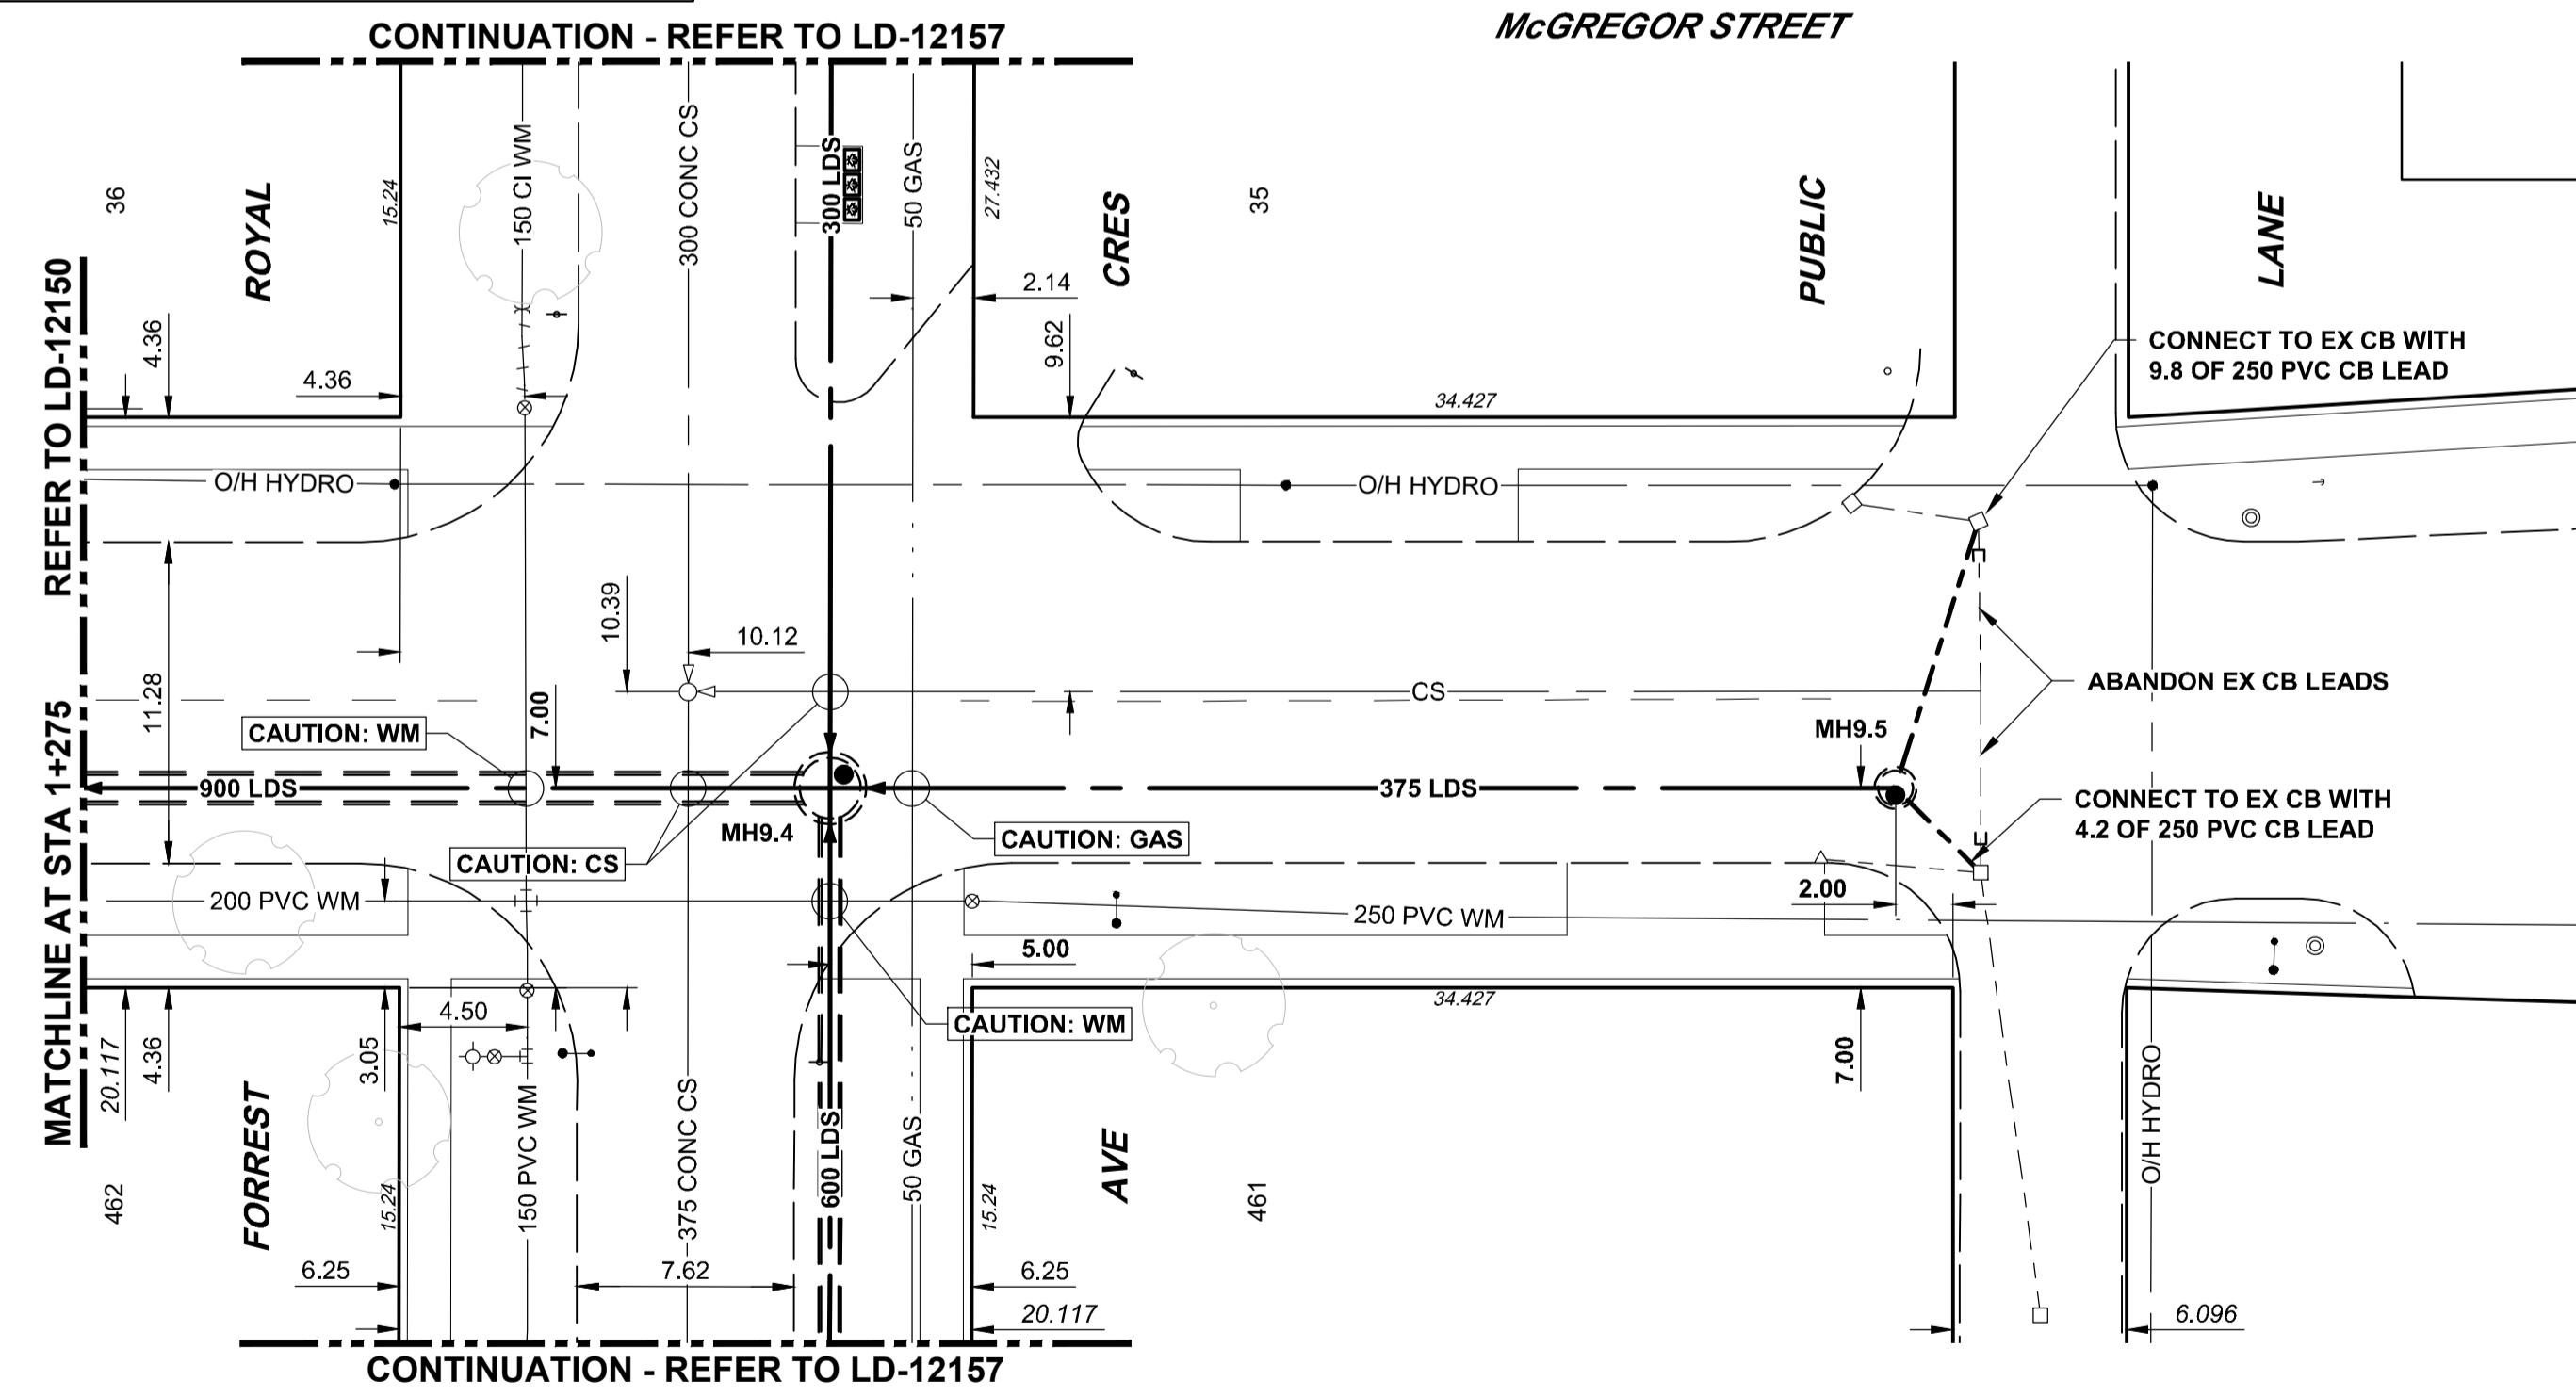 CONTINUATION - REFER TO LD-12157
McGREGOR STREET
36
ROYAL
15.24
150 CI WM
300 CONC CS
300 LDS
50 GAS
27.432
CRES
35
PUBLIC
LANE
2.14
9.62
4.36
4.36
34.427
CONNECT TO EX CB WITH
9.8 OF 250 PVC CB LEAD
MATCHLINE AT STA 1+275 REFER TO LD-12150
O/H HYDRO
O/H HYDRO
10.39
10.12
11.28
7.00
CS
ABANDON EX CB LEADS
CAUTION: WM
MH9.5
900 LDS
375 LDS
MH9.4
CAUTION: GAS
CONNECT TO EX CB WITH
4.2 OF 250 PVC CB LEAD
CAUTION: CS
200 PVC WM
250 PVC WM
2.00
5.00
4.50
34.427
CAUTION: WM
20.117
4.36
3.05
7.00
FORREST
462
15.24
150 PVC WM
375 CONC CS
600 LDS
50 GAS
15.24
AVE
461
O/H HYDRO
6.25
7.62
6.25
20.117
6.096
CONTINUATION - REFER TO LD-12157